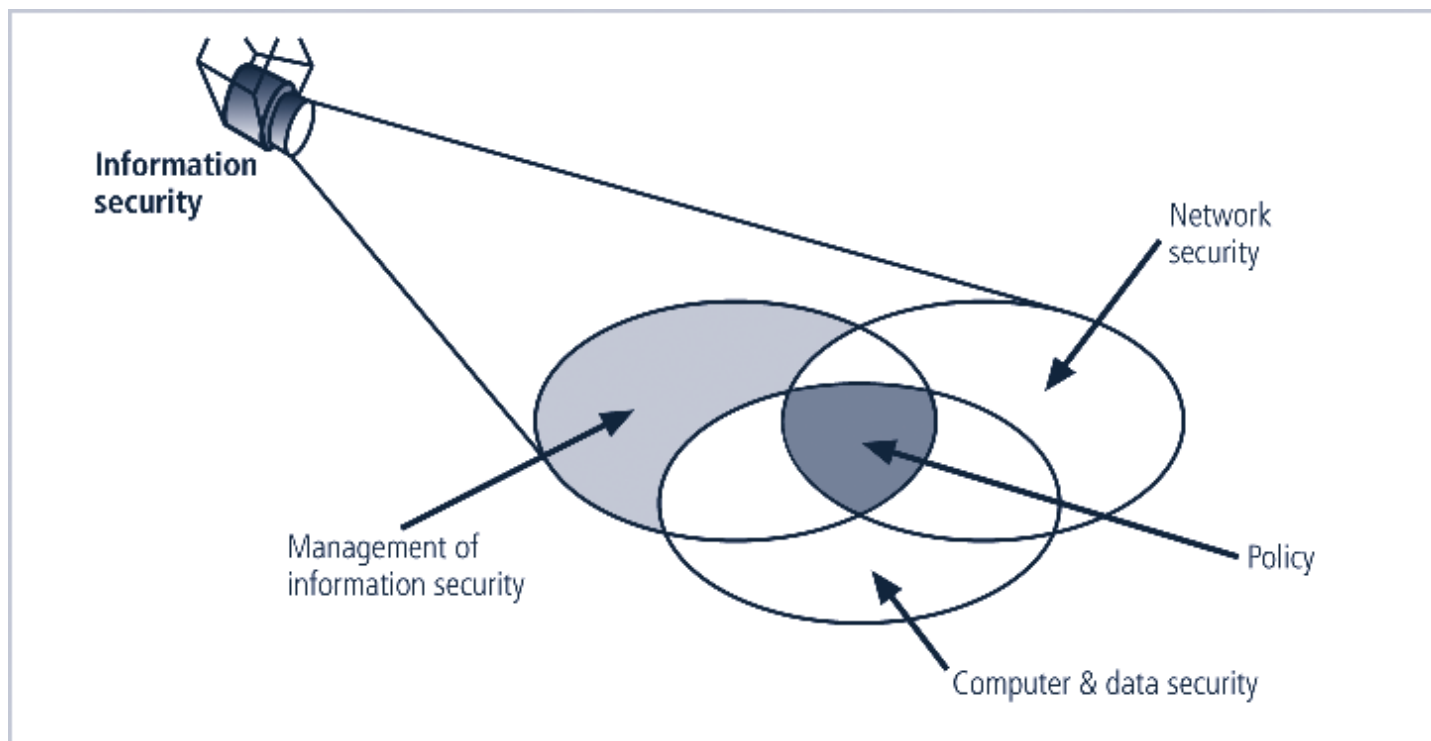 Information
security
Network
security
Management of
information security
Policy
Computer & data security